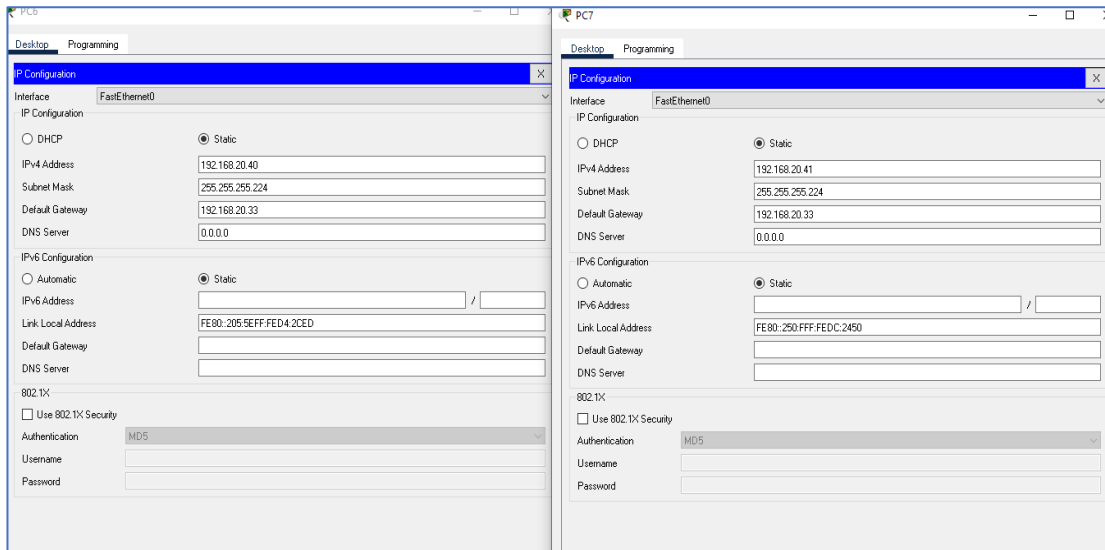 PC6
Desktop Programming
IP Configuration X
Interface FastEthernet0
IP Configuration
DHCP Static
IPv4 Address 192.168.20.40
Subnet Mask 255.255.255.224
Default Gateway 192.168.20.33
DNS Server 0.0.0.0
IPv6 Configuration
Automatic Static
IPv6 Address /
Link Local Address FE80::205:5EFF:FED4:2CED
Default Gateway
DNS Server
802.1X
Use 802.1X Security
Authentication MD5
Username
Password
PC7
Desktop Programming
IP Configuration X
Interface FastEthernet0
IP Configuration
DHCP Static
IPv4 Address 192.168.20.41
Subnet Mask 255.255.255.224
Default Gateway 192.168.20.33
DNS Server 0.0.0.0
IPv6 Configuration
Automatic Static
IPv6 Address /
Link Local Address FE80::250:FFF:FEDC:2450
Default Gateway
DNS Server
802.1X
Use 802.1X Security
Authentication MD5
Username
Password